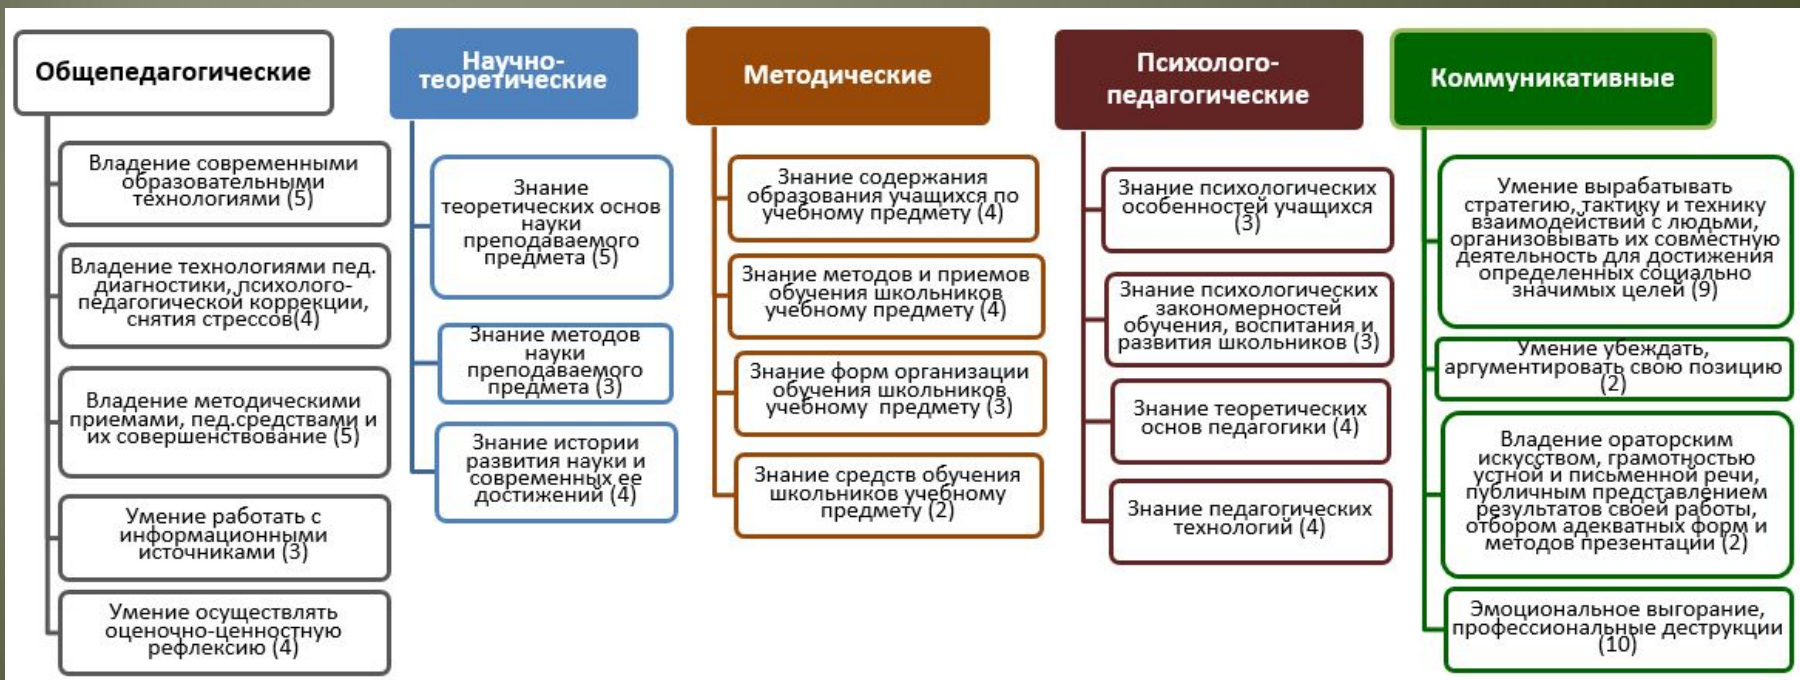 Общепедагогические
Владение современными
образовательными
технологиями (5)
Владение технологиями пед.
диагностики, психолого-
педагогической коррекции,
снятия стрессов(4)
Владение методическими
приемами, пед.средствами и
их совершенствование (5)
Умение работать с
информационными
источниками (3)
Умение осуществлять
оценочно-ценностную
рефлексию (4)
Научно-
теоретические
Знание
теоретических основ
науки
преподаваемого
предмета (5)
Знание методов
науки
преподаваемого
предмета (3)
Знание истории
развития науки и
современных ее
достижений (4)
Методические
Знание содержания
образования учащихся по
учебному предмету (4)
Знание методов и приемов
обучения школьников
учебному предмету (4)
Знание форм организации
обучения школьников
учебному предмету (3)
Знание средств обучения
школьников учебному
предмету (2)
Психолого-
педагогические
Знание психологических
особенностей учащихся
(3)
Знание психологических
закономерностей
обучения, воспитания и
развития школьников (3)
Знание теоретических
основ педагогики (4)
Знание педагогических
технологий (4)
Коммуникативные
Умение вырабатывать
стратегию, тактику и технику
взаимодействий с людьми,
организовывать их совместную
деятельность для достижения
определенных социально
значимых целей (9)
Умение убеждать,
аргументировать свою позицию
(2)
Владение ораторским
искусством, грамотностью
устной и письменной речи,
публичным представлением
результатов своей работы,
отбором адекватных форм и
методов презентации (2)
Эмоциональное выгорание,
профессиональные деструкции
(10)